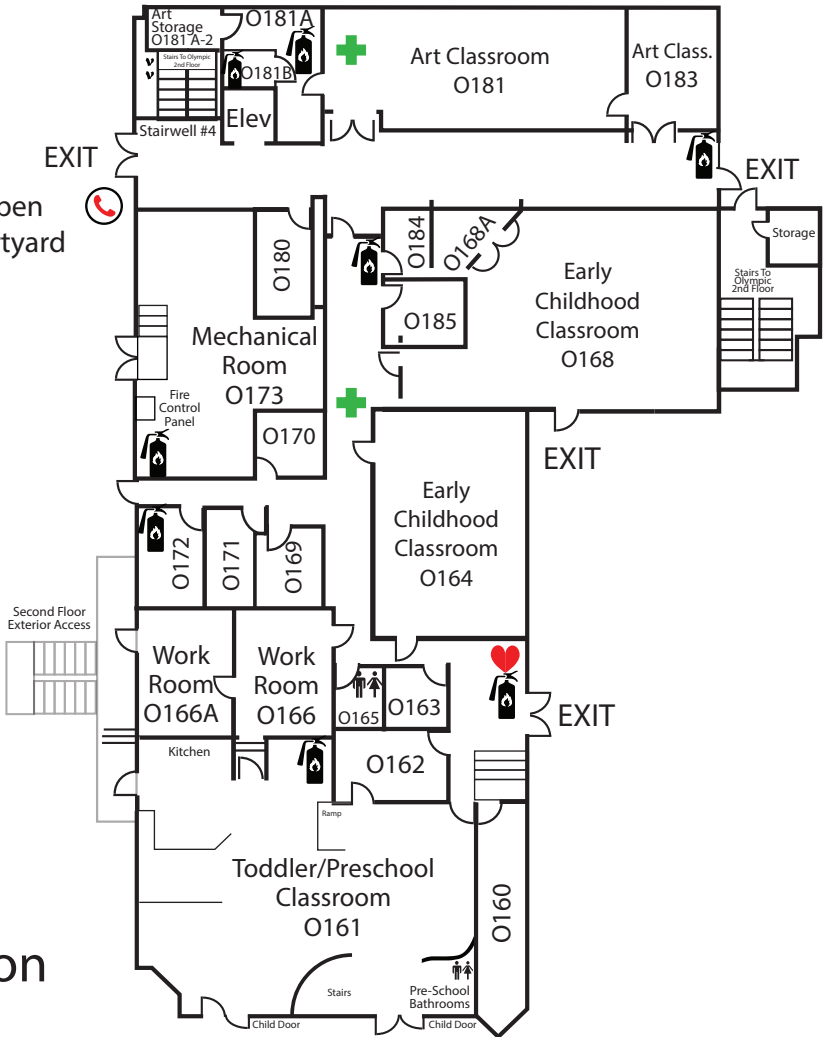 Art
Storage
O181 A-2
O181A
Stairs To Olympic
2nd Floor
O181B
Elev
Stairwell #4
Art Classroom
O181
Art Class.
O183
EXIT
EXIT
pen
tyard
Storage
Stairs To
Olympic
2nd Floor
O180
O184
O168A
O185
Early
Childhood
Classroom
O168
Mechanical
Room
O173
Fire
Control
Panel
O170
EXIT
Early
Childhood
Classroom
O164
O172
O171
O169
Second Floor
Exterior Access
Work
Room
O166A
Work
Room
O166
O165
O163
EXIT
Kitchen
O162
Ramp
Toddler/Preschool
Classroom
O161
O160
on
Stairs
Pre-School
Bathrooms
Child Door
Child Door